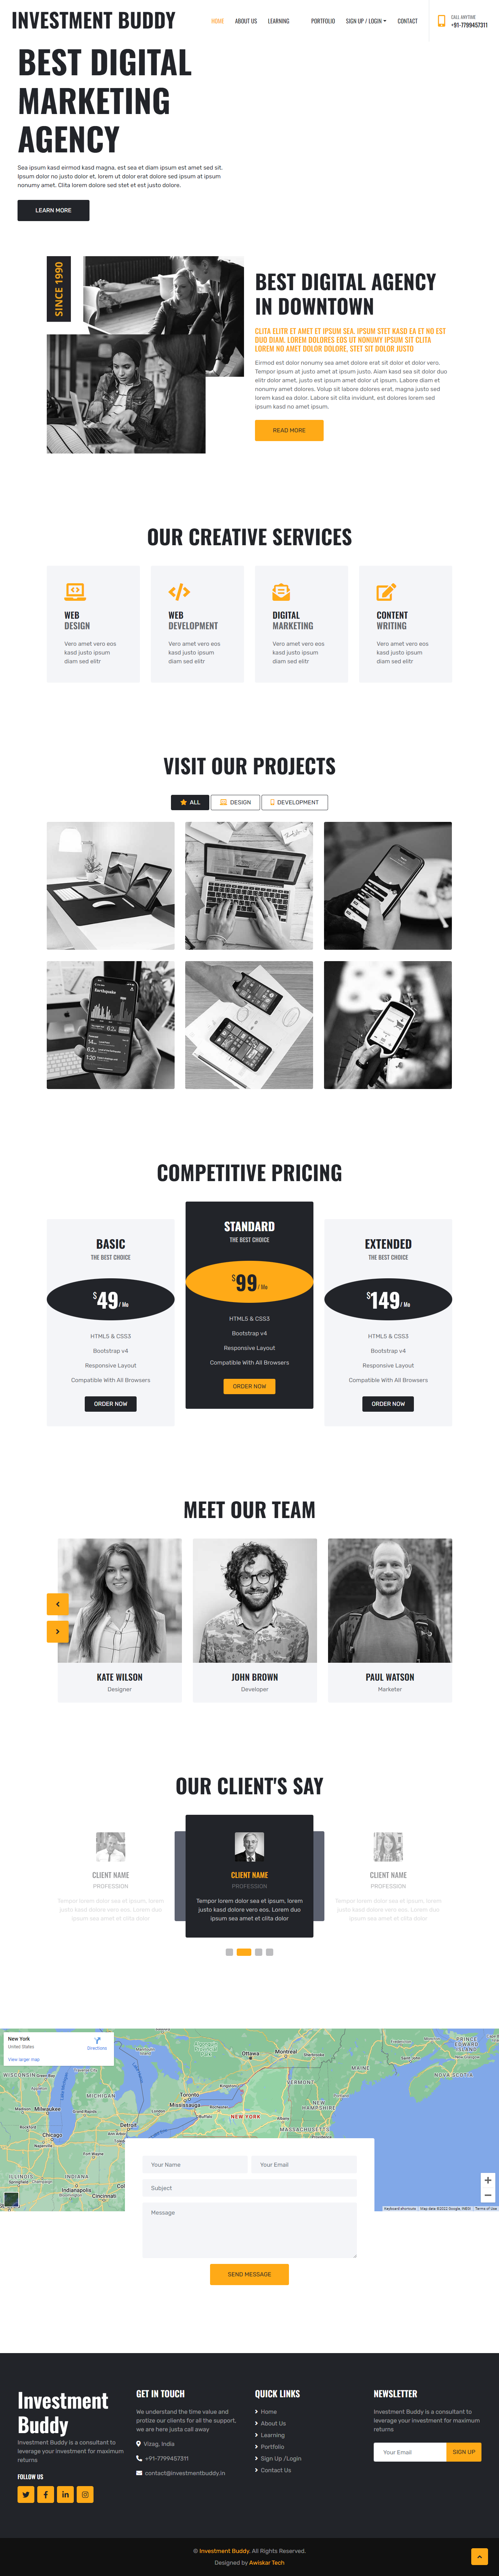 INVESTMENT BUDDY
HOME ABOUT US LEARNING PORTFOLIO SIGN UP / LOGIN CONTACT
CALL ANYTIME
+91-7799457311
BEST DIGITAL
MARKETING
AGENCY
Sea ipsum kasd eirmod kasd magna, est sea et diam ipsum est amet sed sit.
Ipsum dolor no justo dolor et, lorem ut dolor erat dolore sed ipsum at ipsum
nonumy amet. Clita lorem dolore sed stet et est justo dolore.
LEARN MORE
SINCE 1990
BEST DIGITAL AGENCY
IN DOWNTOWN
CLITA ELITR ET AMET ET IPSUM SEA. IPSUM STET KASD EA ET NO EST
DUO DIAM. LOREM DOLORES EOS UT NONUMY IPSUM SIT CLITA
LOREM NO AMET DOLOR DOLORE. STET SIT DOLOR JUSTO
Eirmod est dolor nonumy sea amet dolore erat sit dolor et dolor vero.
Tempor ipsum at justo amet at ipsum justo. Aiam kasd sea sit dolor duo
elitr dolor amet, justo est ipsum amet dolor ut ipsum. Labore diam et
nonumy amet dolores. Volup sit labore dolores erat, magna justo sed
lorem kasd ea dolor. Labore sit clita invidunt, est dolores lorem sed
ipsum kasd no amet ipsum.
READ MORE
OUR CREATIVE SERVICES
WEB
DESIGN
Vero amet vero eos
kasd justo ipsum
diam sed elitr
WEB
DEVELOPMENT
Vero amet vero eos
kasd justo ipsum
diam sed elitr
DIGITAL
MARKETING
Vero amet vero eos
kasd justo ipsum
diam sed elitr
CONTENT
WRITING
Vero amet vero eos
kasd justo ipsum
diam sed elitr
VISIT OUR PROJECTS
ALL DESIGN DEVELOPMENT
COMPETITIVE PRICING
BASIC
THE BEST CHOICE
$49/ Mo
HTML5 & CSS3
Bootstrap v4
Responsive Layout
Compatible With All Browsers
ORDER NOW
STANDARD
THE BEST CHOICE
$99/ Mo
HTML5 & CSS3
Bootstrap v4
Responsive Layout
Compatible With All Browsers
ORDER NOW
EXTENDED
THE BEST CHOICE
$149/ Mo
HTML5 & CSS3
Bootstrap v4
Responsive Layout
Compatible With All Browsers
ORDER NOW
MEET OUR TEAM
KATE WILSON
Designer
JOHN BROWN
Developer
PAUL WATSON
Marketer
OUR CLIENT'S SAY
CLIENT NAME
PROFESSION
Tempor lorem dolor sea et ipsum, lorem
justo kasd dolore vero eos. Lorem duo
ipsum sea amet et clita dolor
CLIENT NAME
PROFESSION
Tempor lorem dolor sea et ipsum, lorem
justo kasd dolore vero eos. Lorem duo
ipsum sea amet et clita dolor
CLIENT NAME
PROFESSION
Tempor lorem dolor sea et ipsum, lorem
justo kasd dolore vero eos. Lorem duo
ipsum sea amet et clita dolor
New York
United States
Directions
View larger map
WISCONSIN
MICHIGAN
Milwaukee
Chicago
Detroit
Toronto
Mississauga
Ottawa
Montreal
Sherbrooke
MAINE
VERMONT
NEW
HAMPSHIRE
NEW YORK
MASSACHUSETTS
NOVA SCOTIA
PRINCE
EDWARD
ISLAND
ILLINOIS
INDIANA
Indianapolis
Cincinnati
Keyboard shortcuts Map data ©2022 Google, INEGI Terms of Use
Your Name
Your Email
Subject
Message
SEND MESSAGE
Investment
Buddy
Investment Buddy is a consultant to
leverage your investment for maximum
returns
FOLLOW US
GET IN TOUCH
We understand the time value and
protize our clients for all the support,
we are here justa call away
Vizag, India
+91-7799457311
contact@investmentbuddy.in
QUICK LINKS
Home
About Us
Learning
Portfolio
Sign Up /Login
Contact Us
NEWSLETTER
Investment Buddy is a consultant to
leverage your investment for maximum
returns
Your Email
SIGN UP
© Investment Buddy. All Rights Reserved.
Designed by Awiskar Tech